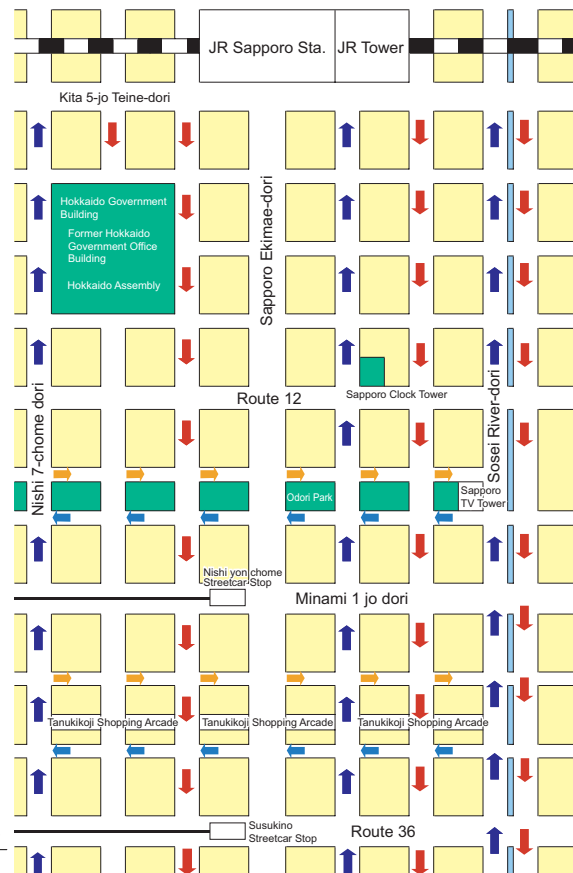 JR Sapporo Sta.
JR Tower
Kita 5-jo Teine-dori
Hokkaido Government
Building
Former Hokkaido
Government Office
Building
Hokkaido Assembly
Sapporo Ekimae-dori
Sapporo Clock Tower
Route 12
Nishi 7-chome dori
Sosei River-dori
Odori Park
Sapporo
TV Tower
Nishi yon chome
Streetcar Stop
Minami 1 jo dori
Tanukikoji Shopping Arcade
Tanukikoji Shopping Arcade
Tanukikoji Shopping Arcade
Susukino
Streetcar Stop
Route 36